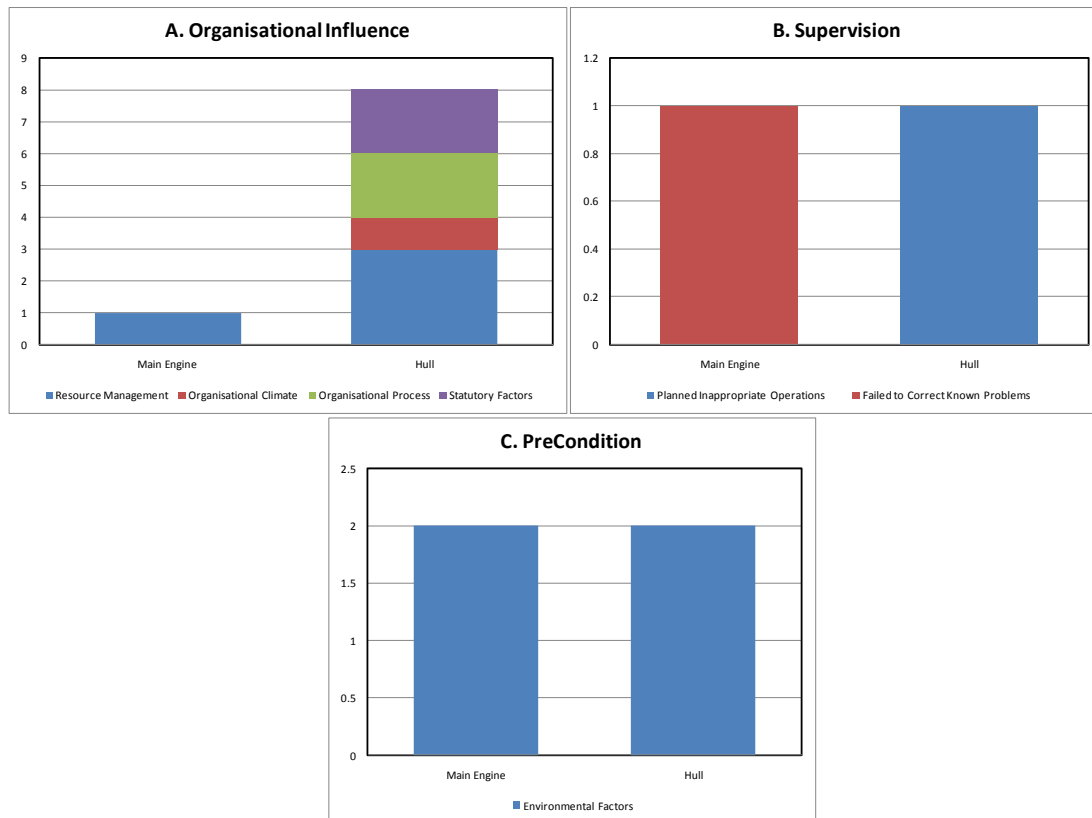 A. Organisational Influence
9
8
7
6
5
4
3
2
1
0
Main Engine Hull
Resource Management Organisational Climate Organisational Process Statutory Factors
B. Supervision
1.2
1
0.8
0.6
0.4
0.2
0
Main Engine Hull
Planned Inappropriate Operations Failed to Correct Known Problems
C. PreCondition
2.5
2
1.5
1
0.5
0
Main Engine Hull
Environmental Factors